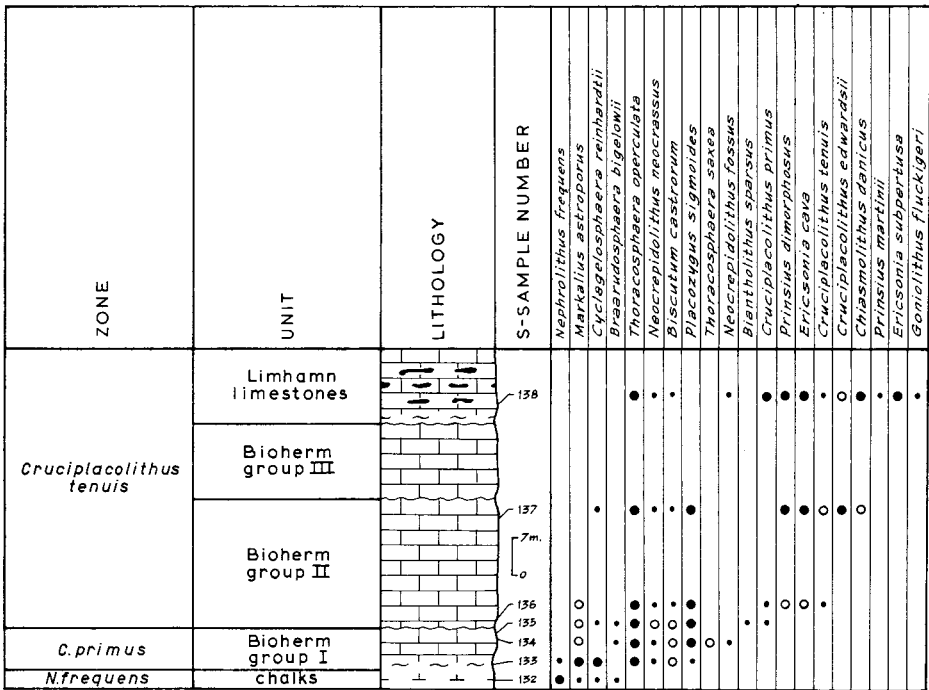 ZONE
UNIT
LITHOLOGY
S-SAMPLE NUMBER
Nephrolithus frequens
Markalius astroporus
Cyclagelosphaera reinhardtii
Braarudosphaera bigelowii
Thoracosphaera operculata
Neocrepidolithus neocrassus
Biscutum castrorum
Placozygus sigmoides
Thoracosphaera saxea
Neocrepidolithus fossus
Biantholithus sparsus
Cruciplacolithus primus
Prinsius dimorphosus
Ericsonia cava
Cruciplacolithus tenuis
Cruciplacolithus edwardsii
Chiasmolithus danicus
Prinsius martinii
Ericsonia subpertusa
Goniolithus fluckigeri
Limhamn
limestones
138
Cruciplacolithus
tenuis
Bioherm
group III
137
7m.
0
Bioherm
group II
136
135
134
C. primus
Bioherm
group I
133
N. frequens
chalks
132